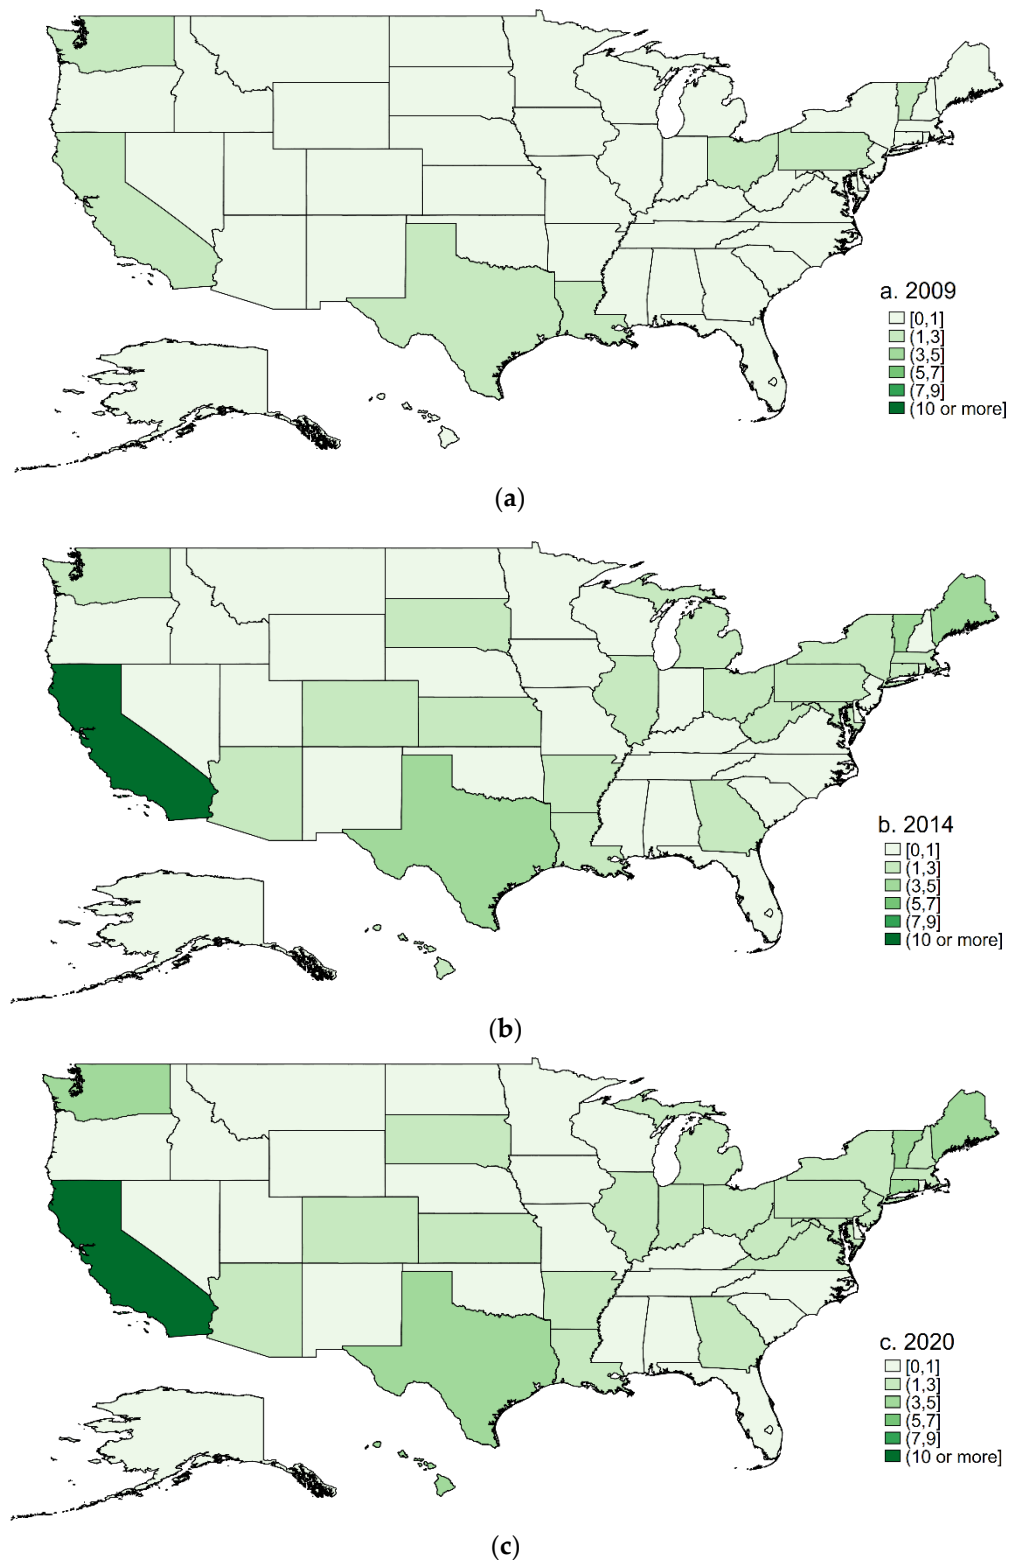 a. 2009
[0,1]
(1,3]
(3,5]
(5,7]
(7,9]
(10 or more]
(a)
b. 2014
[0,1]
(1,3]
(3,5]
(5,7]
(7,9]
(10 or more]
(b)
c. 2020
[0,1]
(1,3]
(3,5]
(5,7]
(7,9]
(10 or more]
(c)